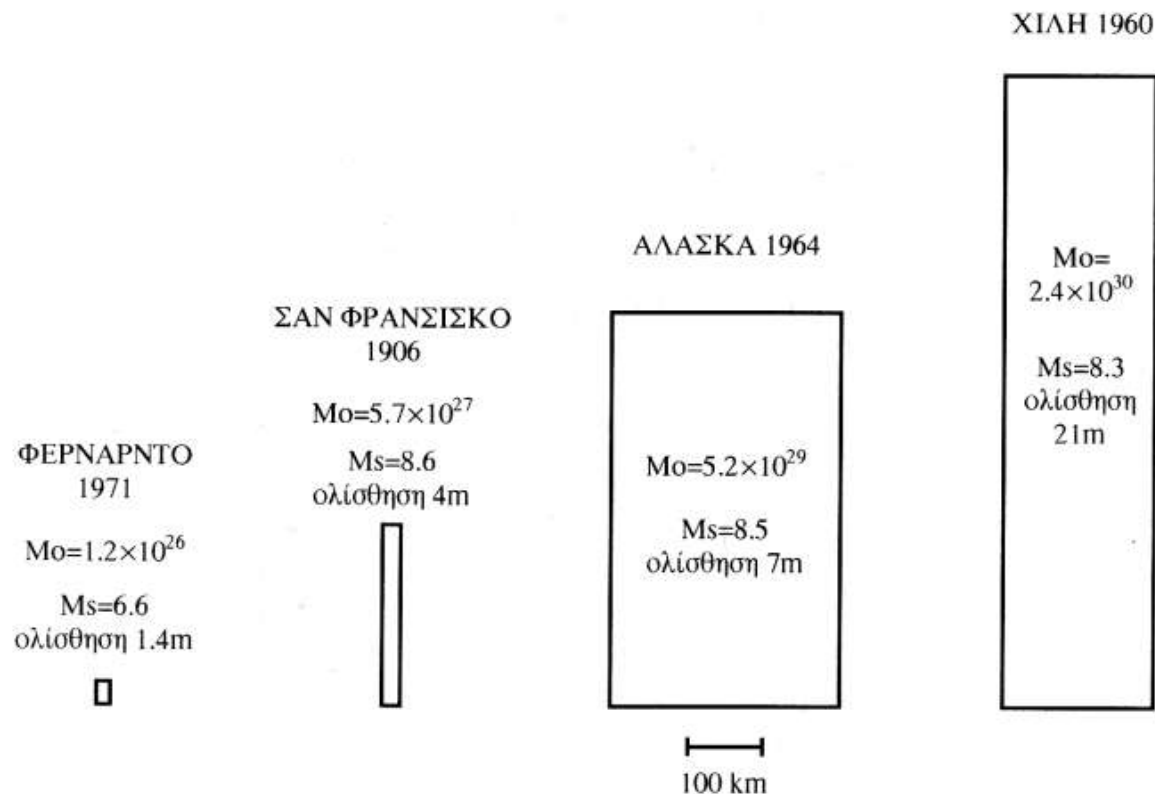 ΦΕΡΝΑΡΝΤΟ
1971
Mo=1.2×10²⁶
Ms=6.6
ολίσθηση 1.4m
ΣΑΝ ΦΡΑΝΣΙΣΚΟ
1906
Mo=5.7×10²⁷
Ms=8.6
ολίσθηση 4m
ΑΛΑΣΚΑ 1964
Mo=5.2×10²⁹
Ms=8.5
ολίσθηση 7m
100 km
ΧΙΛΗ 1960
Mo=
2.4×10³⁰
Ms=8.3
ολίσθηση
21m